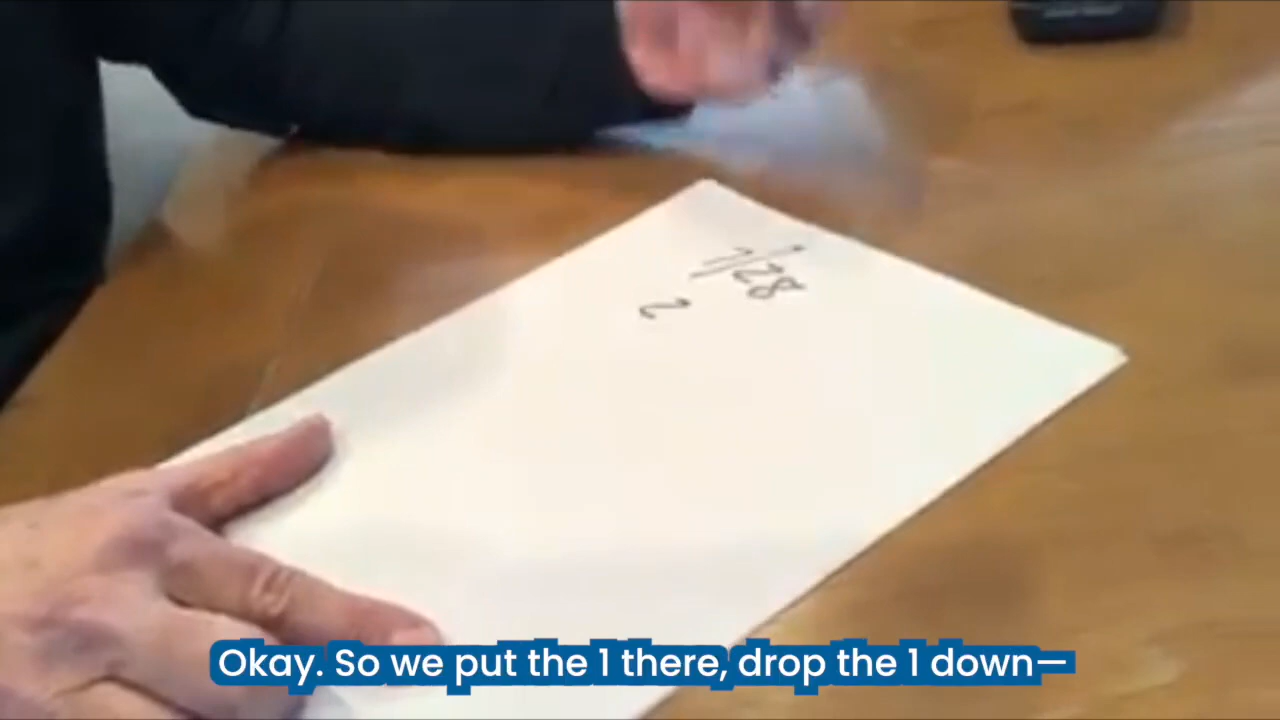 7/28
2
Okay. So we put the 1 there, drop the 1 down—